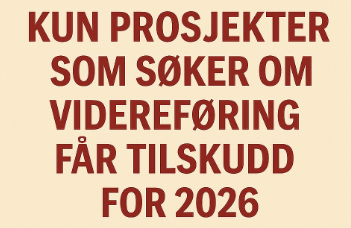 KUN PROSJEKTER
SOM SØKER OM
VIDEREFØRING
FÅR TILSKUDD
FOR 2026